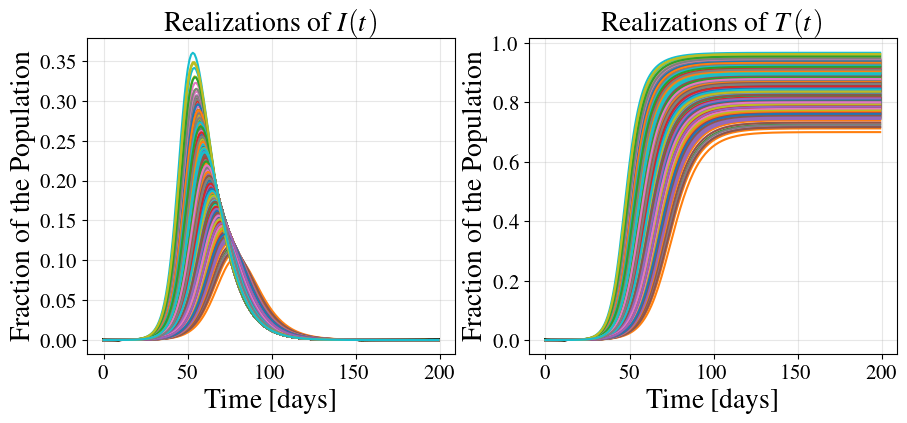 Realizations of I(t)
Fraction of the Population
0.35
0.30
0.25
0.20
0.15
0.10
0.05
0.00
0 50 100 150 200
Time [days]
Realizations of T(t)
Fraction of the Population
1.0
0.8
0.6
0.4
0.2
0.0
0 50 100 150 200
Time [days]